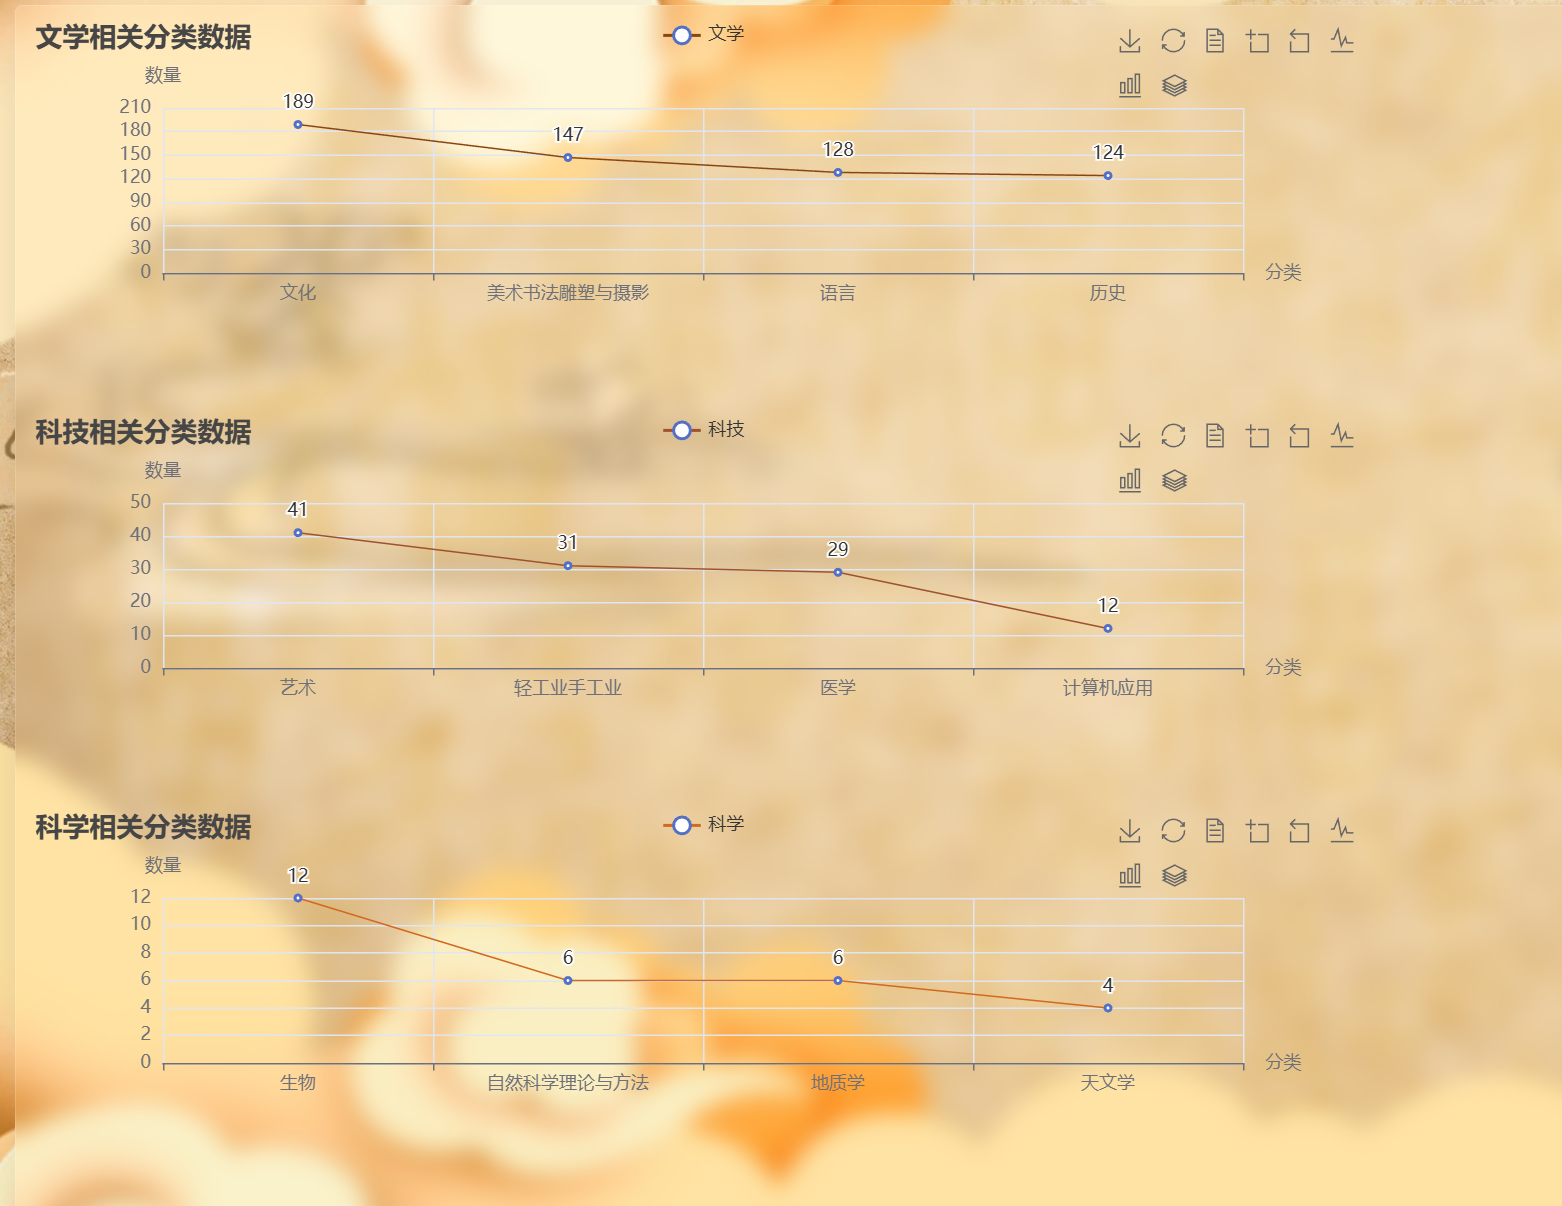 文学相关分类数据
文学
数量
210
189
180
150
147
128
124
120
90
60
30
0
文化 美术书法雕塑与摄影 语言 历史
分类
科技相关分类数据
科技
数量
50
41
40
31
30
29
20
12
10
0
艺术 轻工业手工业 医学 计算机应用
分类
科学相关分类数据
科学
数量
12
12
10
8
6
6
6
4
4
2
0
生物 自然科学理论与方法 地质学 天文学
分类